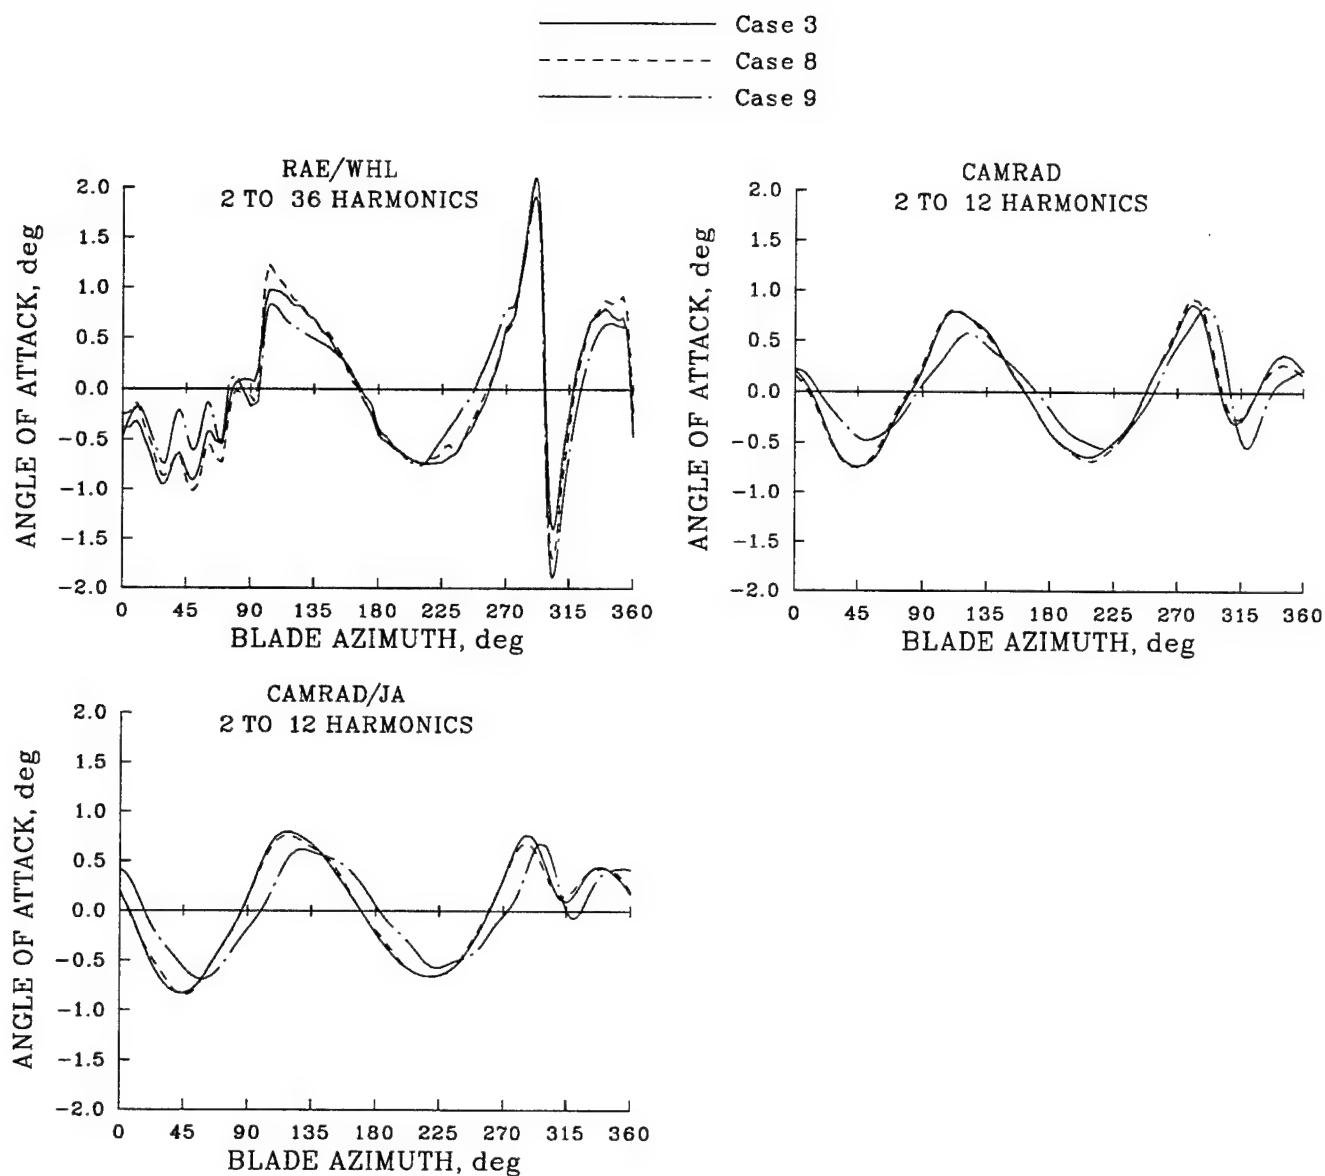 Case 3
Case 8
Case 9
RAE/WHL
2 TO 36 HARMONICS
2.0
1.5
1.0
0.5
0.0
−0.5
−1.0
−1.5
−2.0
ANGLE OF ATTACK, deg
0 45 90 135 180 225 270 315 360
BLADE AZIMUTH, deg
CAMRAD
2 TO 12 HARMONICS
2.0
1.5
1.0
0.5
0.0
−0.5
−1.0
−1.5
−2.0
ANGLE OF ATTACK, deg
0 45 90 135 180 225 270 315 360
BLADE AZIMUTH, deg
CAMRAD/JA
2 TO 12 HARMONICS
2.0
1.5
1.0
0.5
0.0
−0.5
−1.0
−1.5
−2.0
ANGLE OF ATTACK, deg
0 45 90 135 180 225 270 315 360
BLADE AZIMUTH, deg